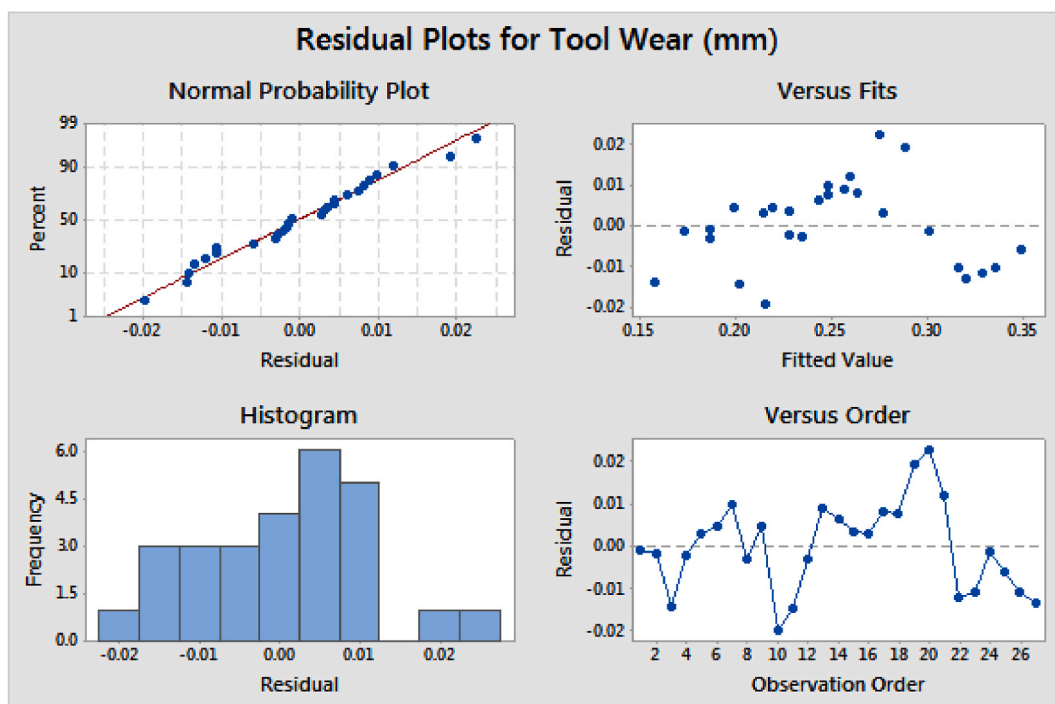 Residual Plots for Tool Wear (mm)
Normal Probability Plot
99
90
50
10
1
Percent
-0.02 -0.01 0.00 0.01 0.02
Residual
Versus Fits
0.02
0.01
0.00
-0.01
-0.02
Residual
0.15 0.20 0.25 0.30 0.35
Fitted Value
Histogram
6.0
4.5
3.0
1.5
0.0
Frequency
-0.02 -0.01 0.00 0.01 0.02
Residual
Versus Order
0.02
0.01
0.00
-0.01
-0.02
Residual
2 4 6 8 10 12 14 16 18 20 22 24 26
Observation Order